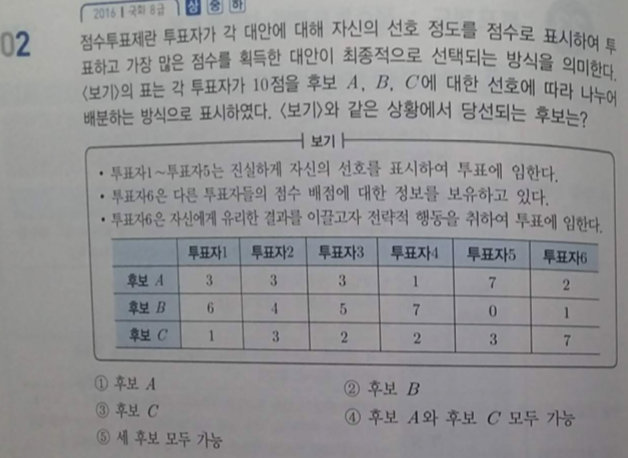 2016 | 국회 8급 상 중 하
02 점수투표제란 투표자가 각 대안에 대해 자신의 선호 정도를 점수로 표시하여 투
표하고 가장 많은 점수를 획득한 대안이 최종적으로 선택되는 방식을 의미한다.
〈보기〉의 표는 각 투표자가 10점을 후보 A, B, C에 대한 선호에 따라 나누어
배분하는 방식으로 표시하였다. 〈보기〉와 같은 상황에서 당선되는 후보는?
보기
• 투표자1~투표자5는 진실하게 자신의 선호를 표시하여 투표에 임한다.
• 투표자6은 다른 투표자들의 점수 배점에 대한 정보를 보유하고 있다.
• 투표자6은 자신에게 유리한 결과를 이끌고자 전략적 행동을 취하여 투표에 임한다.
투표자1 투표자2 투표자3 투표자4 투표자5 투표자6
후보 A 3 3 3 1 7 2
후보 B 6 4 5 7 0 1
후보 C 1 3 2 2 3 7
① 후보 A ② 후보 B
③ 후보 C ④ 후보 A와 후보 C 모두 가능
⑤ 세 후보 모두 가능